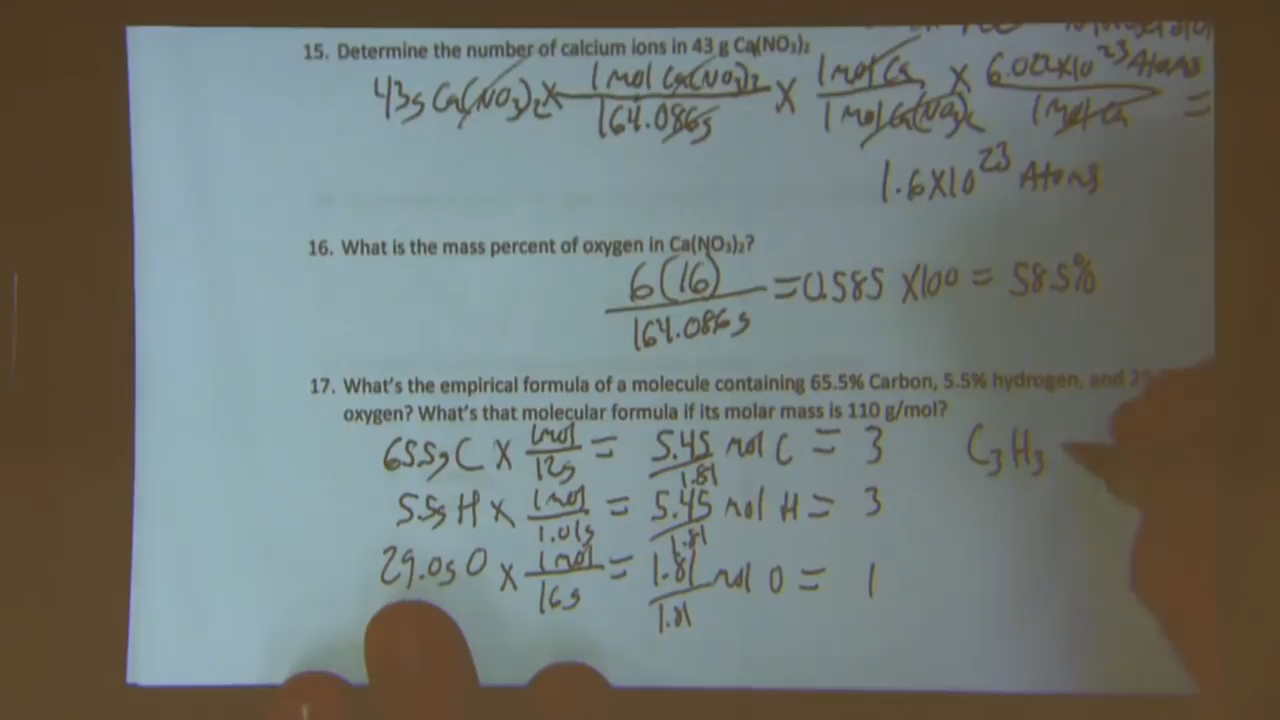 15. Determine the number of calcium ions in 43 g Ca(NO₃)₂
43g Ca(NO₃)₂ × 1 mol Ca(NO₃)₂ / 164.086g × 1 mol Ca / 1 mol Ca(NO₃)₂ × 6.022×10²³ Atoms / 1 mol Ca =
1.6×10²³ Atoms
16. What is the mass percent of oxygen in Ca(NO₃)₂?
6(16) / 164.086g = 0.585 ×100 = 58.5%
17. What's the empirical formula of a molecule containing 65.5% Carbon, 5.5% hydrogen, and
oxygen? What's that molecular formula if its molar mass is 110 g/mol?
65.5g C × 1 mol / 12g = 5.45 / 1.81 mol C = 3 C₃H₃
5.5g H × 1 mol / 1.01g = 5.45 / 1.81 mol H = 3
29.0g O × 1 mol / 16g = 1.81 / 1.81 mol O = 1